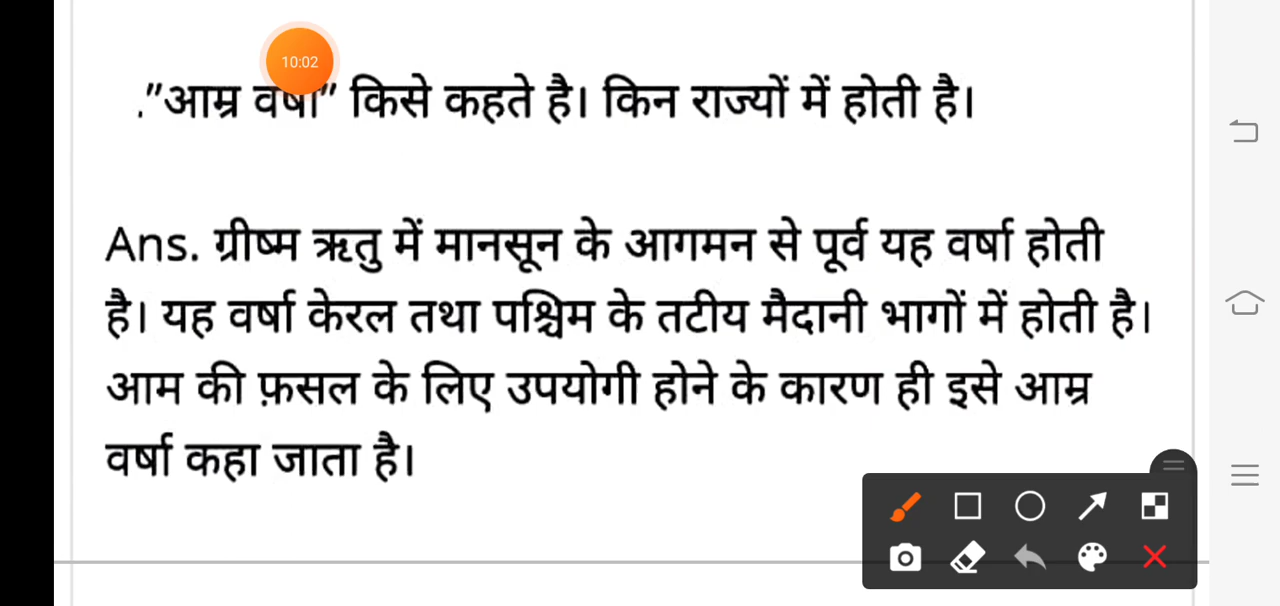 10:02
."आम्र वर्षा" किसे कहते है। किन राज्यों में होती है।
Ans. ग्रीष्म ऋतु में मानसून के आगमन से पूर्व यह वर्षा होती
है। यह वर्षा केरल तथा पश्चिम के तटीय मैदानी भागों में होती है।
आम की फ़सल के लिए उपयोगी होने के कारण ही इसे आम्र
वर्षा कहा जाता है।